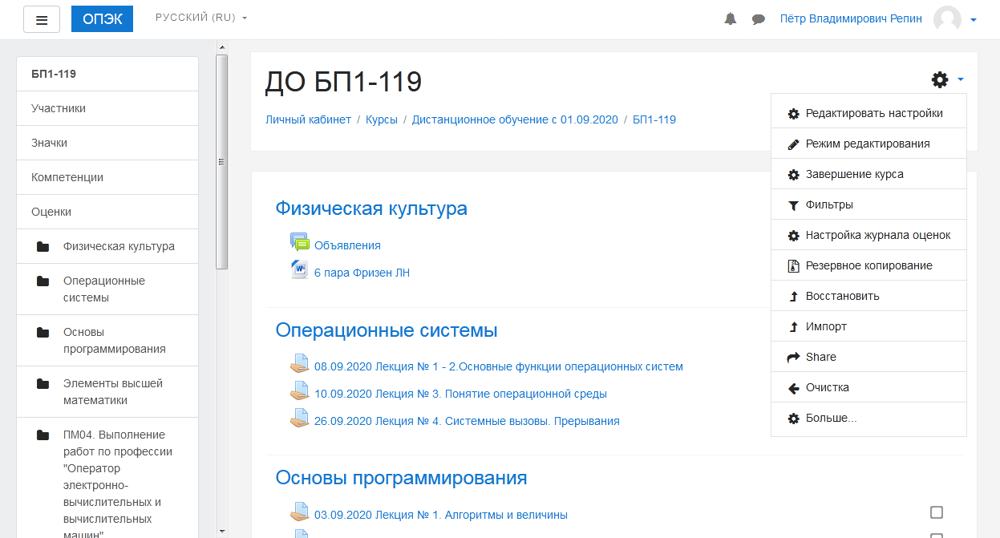 ОПЭК
РУССКИЙ (RU)
Пётр Владимирович Репин
БП1-119
Участники
Значки
Компетенции
Оценки
Физическая культура
Операционные
системы
Основы
программирования
Элементы высшей
математики
ПМ04. Выполнение
работ по профессии
"Оператор
электронно-
вычислительных и
вычислительных
машин"
ДО БП1-119
Личный кабинет / Курсы / Дистанционное обучение с 01.09.2020 / БП1-119
Редактировать настройки
Режим редактирования
Завершение курса
Фильтры
Настройка журнала оценок
Резервное копирование
Восстановить
Импорт
Share
Очистка
Больше...
Физическая культура
Объявления
6 пара Фризен ЛН
Операционные системы
08.09.2020 Лекция № 1 - 2.Основные функции операционных систем
10.09.2020 Лекция № 3. Понятие операционной среды
26.09.2020 Лекция № 4. Системные вызовы. Прерывания
Основы программирования
03.09.2020 Лекция № 1. Алгоритмы и величины